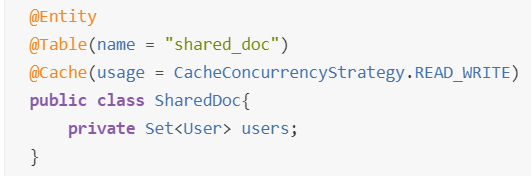 @Entity
@Table(name = "shared_doc")
@Cache(usage = CacheConcurrencyStrategy.READ_WRITE)
public class SharedDoc{
    private Set<User> users;
}